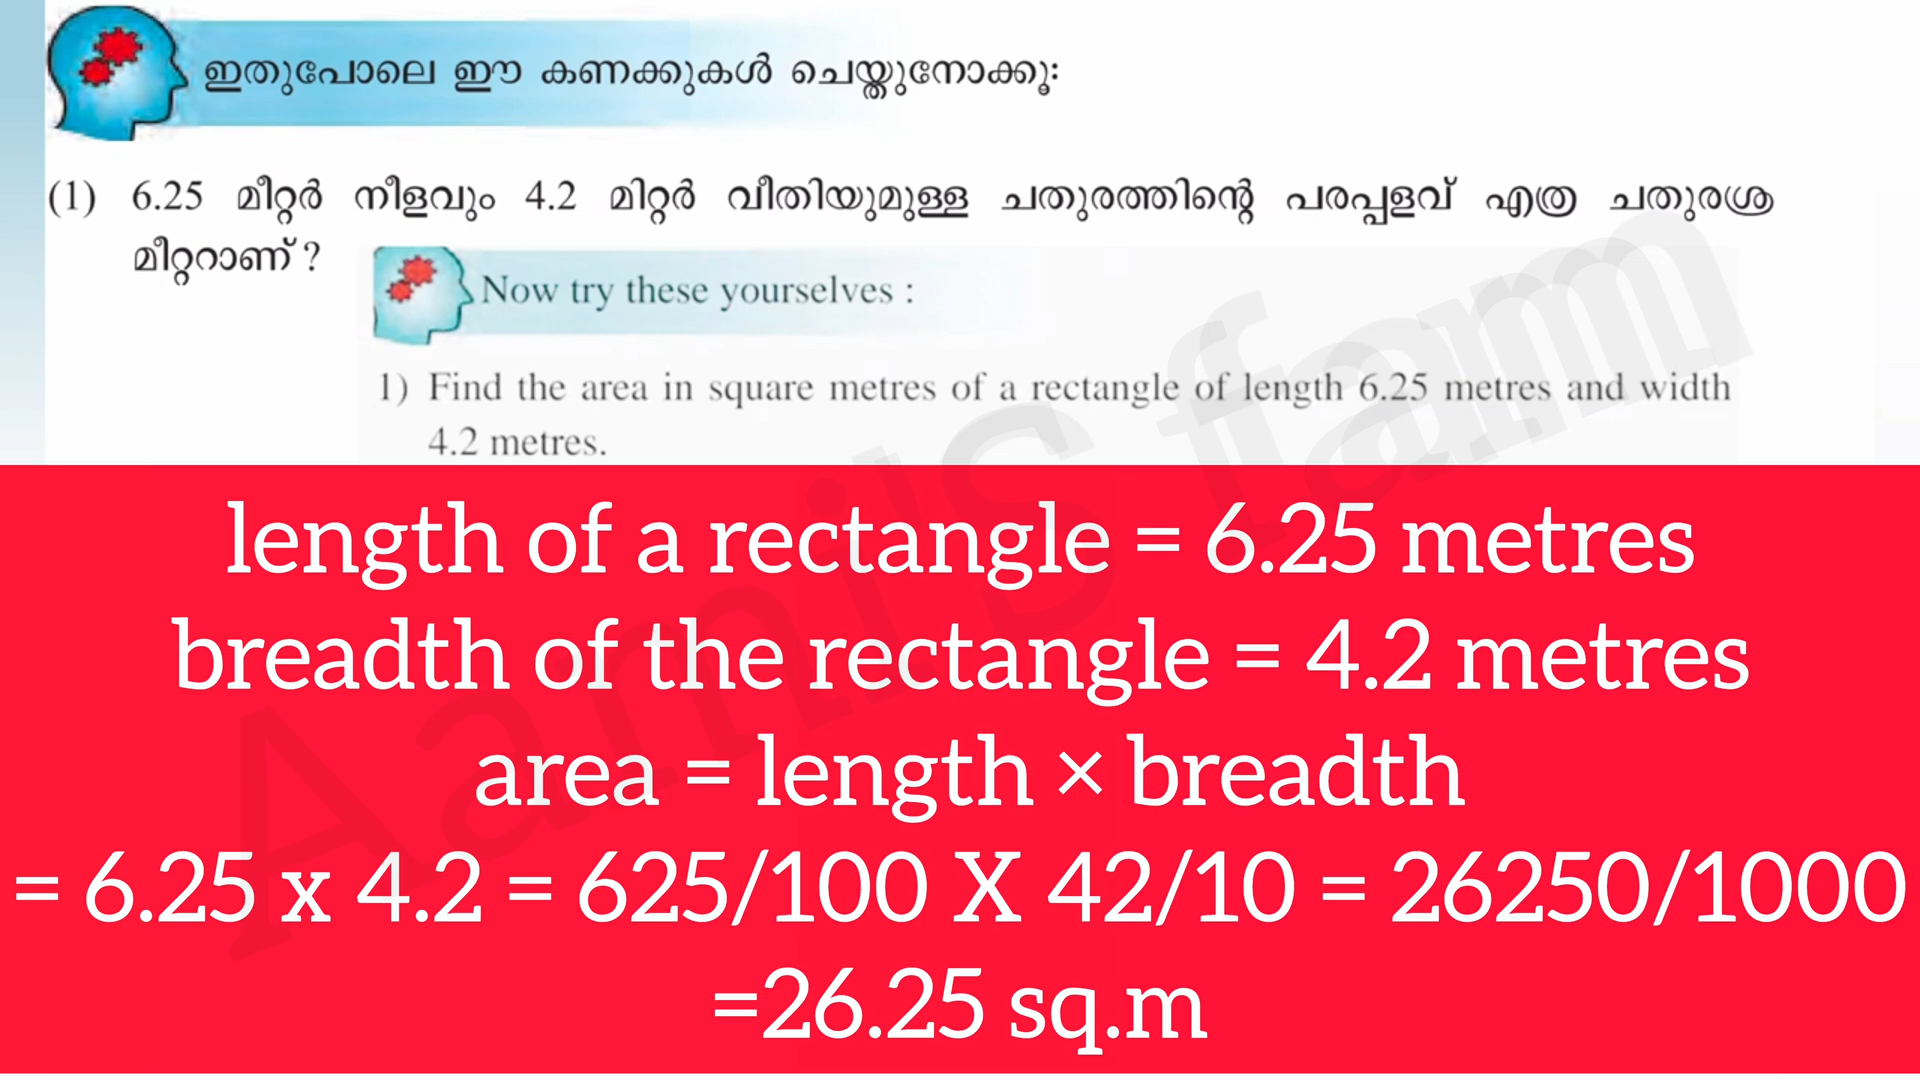 ഇതുപോലെ ഈ കണക്കുകൾ ചെയ്തുനോക്കൂ:
(1) 6.25 മീറ്റർ നീളവും 4.2 മിറ്റർ വീതിയുമുള്ള ചതുരത്തിന്റെ പരപ്പളവ് എത്ര ചതുരശ്ര
മീറ്ററാണ് ?
Now try these yourselves :
1) Find the area in square metres of a rectangle of length 6.25 metres and width
4.2 metres.
Aami'S fam
length of a rectangle = 6.25 metres
breadth of the rectangle = 4.2 metres
area = length × breadth
= 6.25 x 4.2 = 625/100 X 42/10 = 26250/1000
=26.25 sq.m